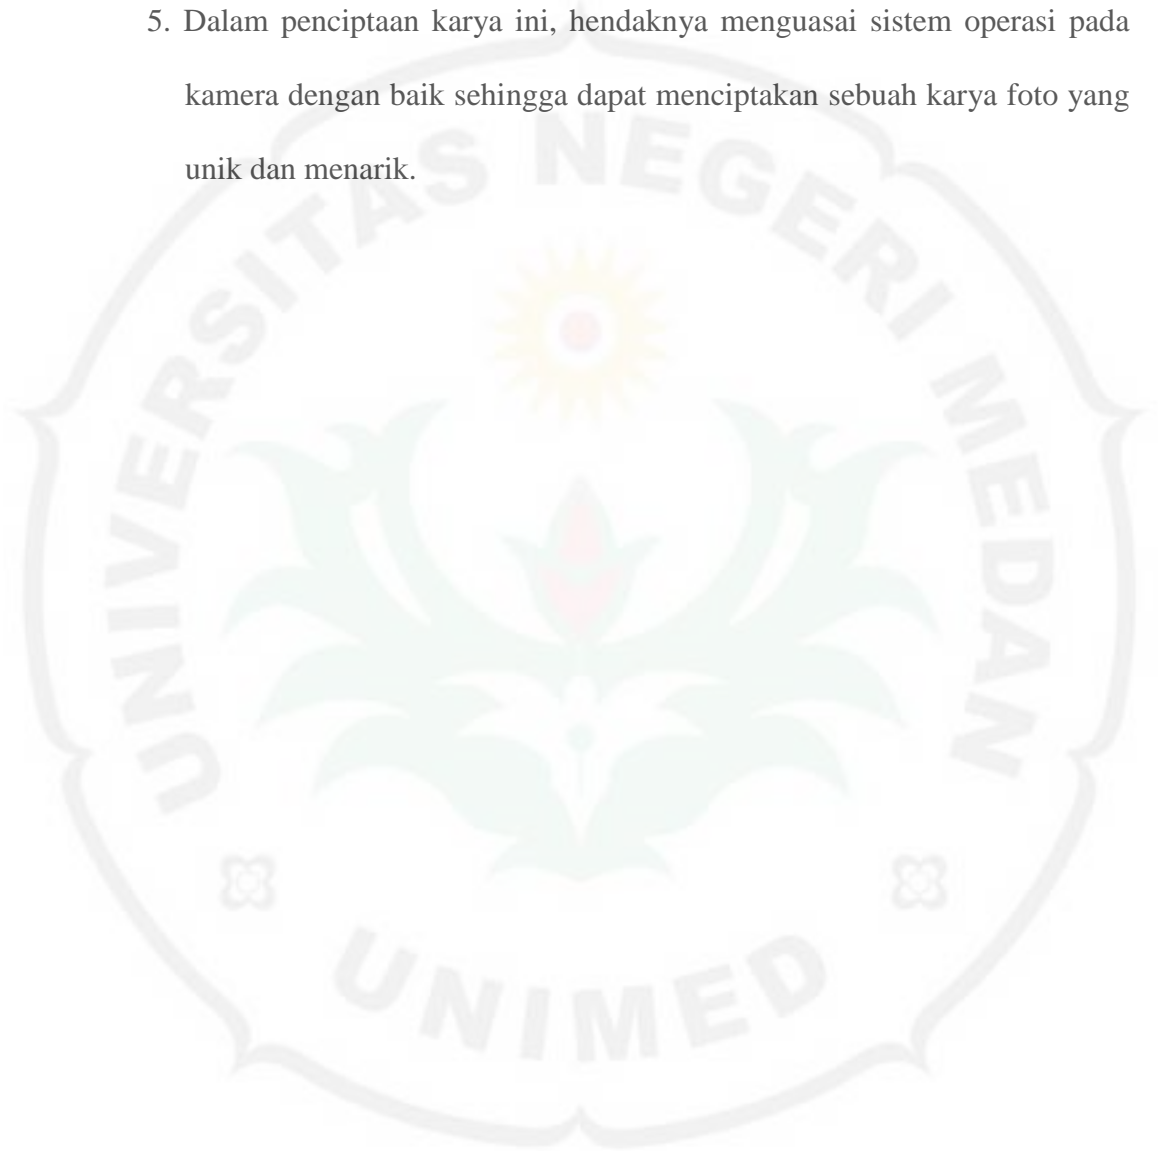 5. Dalam penciptaan karya ini, hendaknya menguasai sistem operasi pada
kamera dengan baik sehingga dapat menciptakan sebuah karya foto yang
unik dan menarik.
UNIVERSITAS NEGERI MEDAN
UNIMED